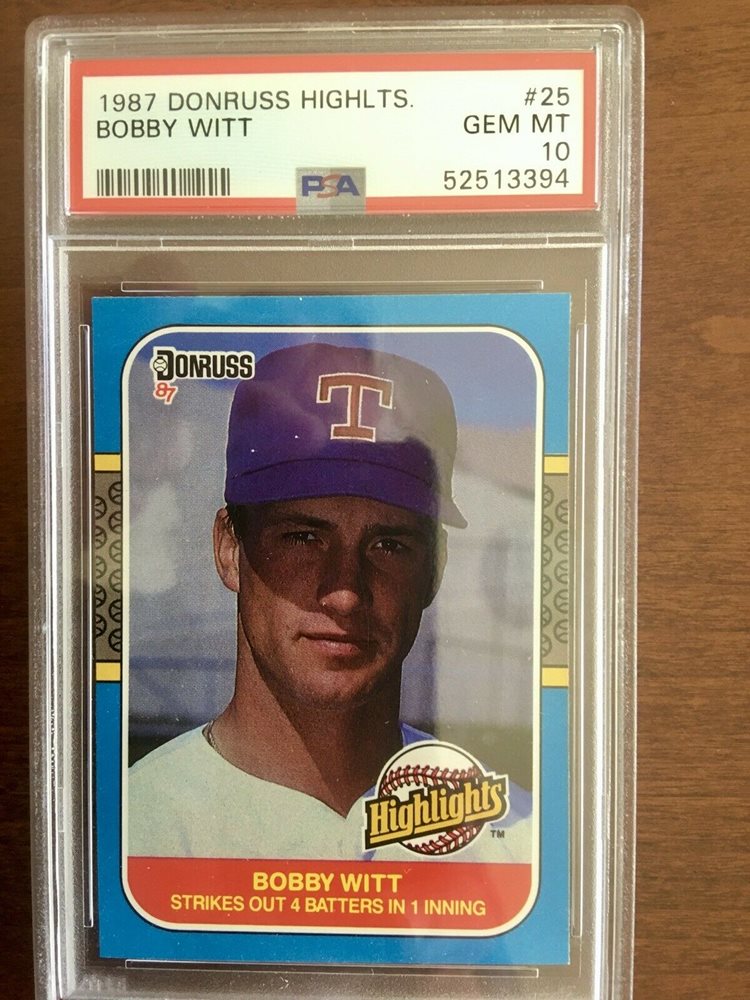 1987 DONRUSS HIGHLTS. #25
BOBBY WITT GEM MT
10
PSA 52513394
DONRUSS
87
T
Highlights
TM
BOBBY WITT
STRIKES OUT 4 BATTERS IN 1 INNING